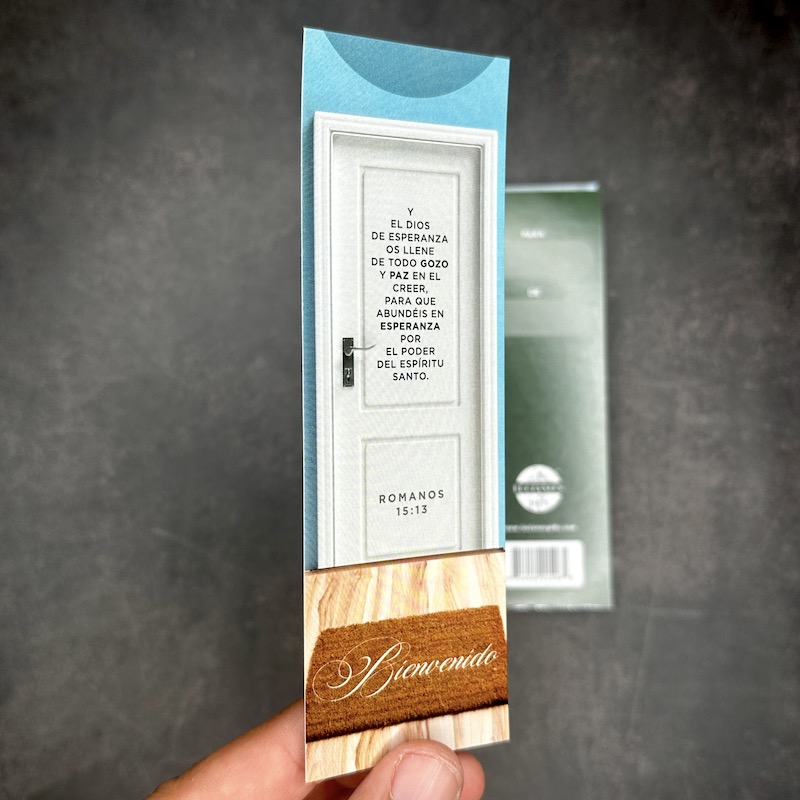 Y
EL DIOS
DE ESPERANZA
OS LLENE
DE TODO GOZO
Y PAZ EN EL
CREER,
PARA QUE
ABUNDÉIS EN
ESPERANZA
POR
EL PODER
DEL ESPÍRITU
SANTO.
ROMANOS
15:13
Bienvenido